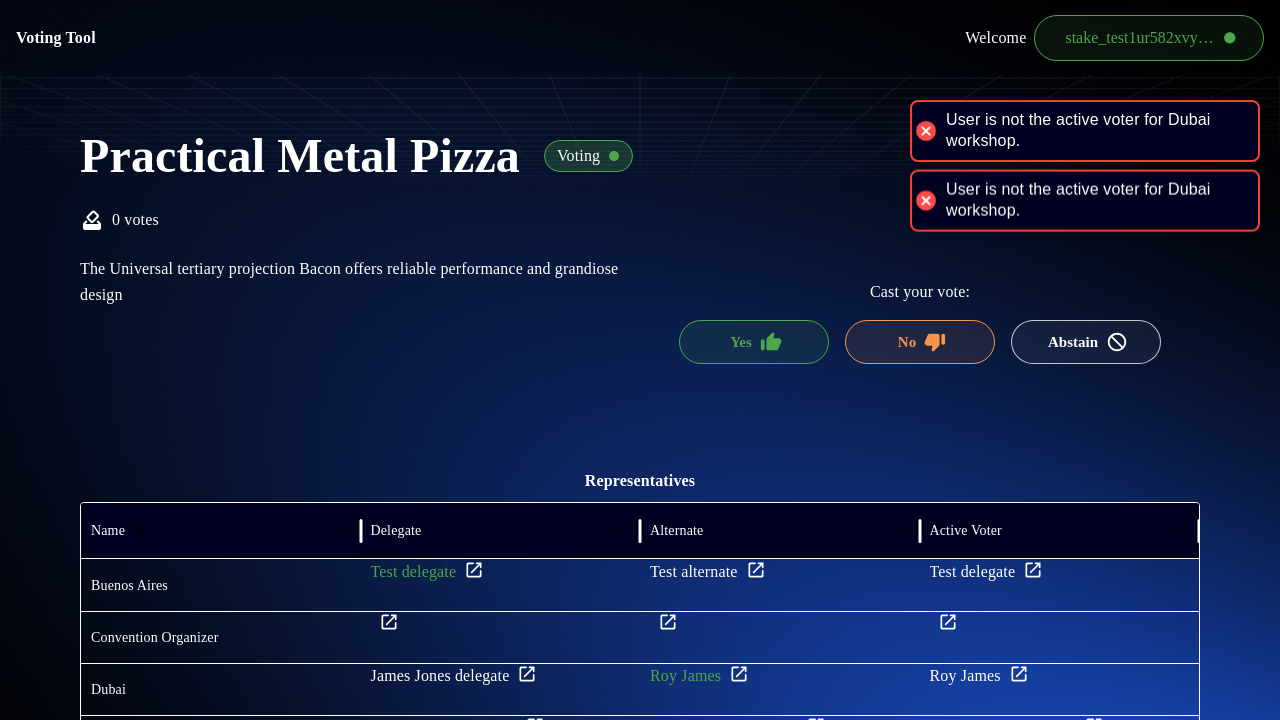 Voting Tool
Welcome
stake_test1ur582xvy…
User is not the active voter for Dubai
workshop.
User is not the active voter for Dubai
workshop.
Practical Metal Pizza
Voting
0 votes
The Universal tertiary projection Bacon offers reliable performance and grandiose
design
Cast your vote:
Yes
No
Abstain
Representatives
Name
Delegate
Alternate
Active Voter
Buenos Aires
Test delegate
Test alternate
Test delegate
Convention Organizer
Dubai
James Jones delegate
Roy James
Roy James